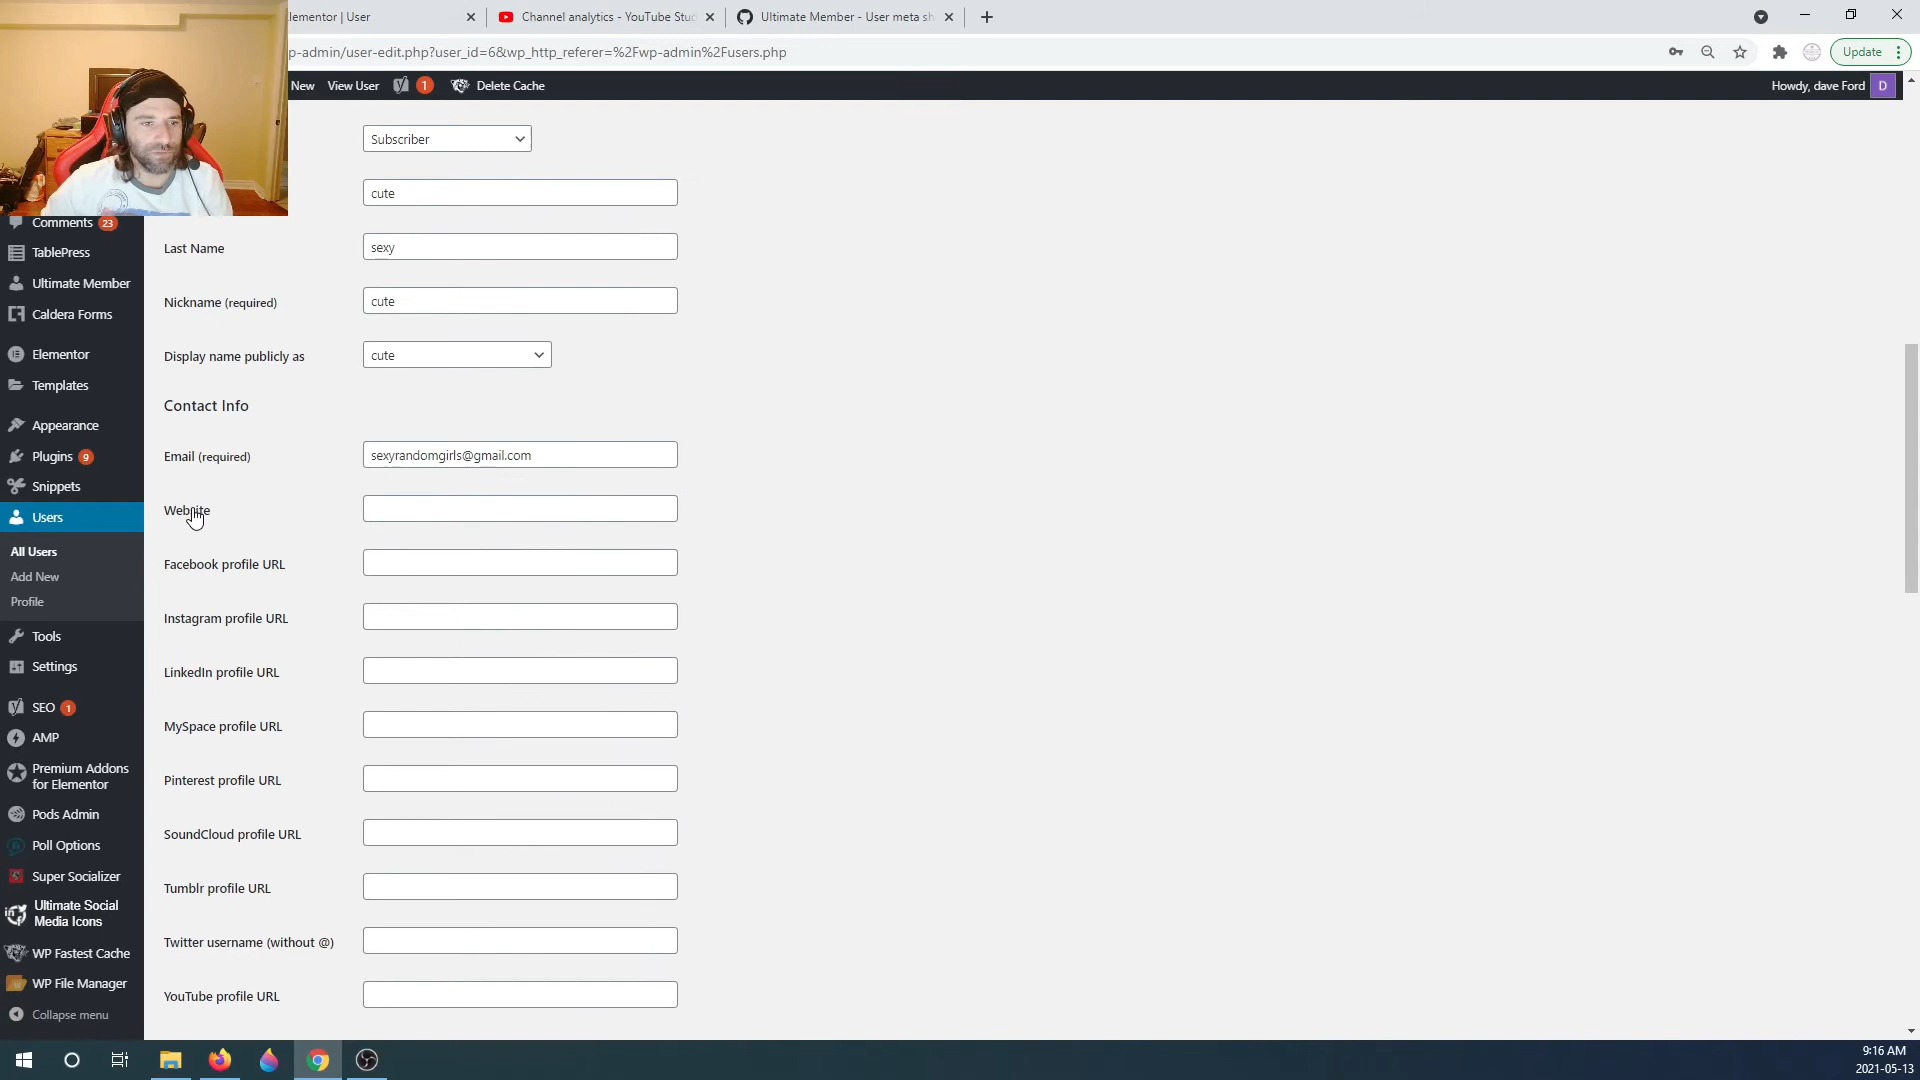 Elementor | User
Channel analytics - YouTube Stu
Ultimate Member - User meta sh
p-admin/user-edit.php?user_id=6&wp_http_referer=%2Fwp-admin%2Fusers.php
Update
New
View User
1
Delete Cache
Howdy, dave Ford
D
Subscriber
cute
Last Name
sexy
Nickname (required)
cute
Display name publicly as
cute
Contact Info
Email (required)
sexyrandomgirls@gmail.com
Website
Facebook profile URL
Instagram profile URL
LinkedIn profile URL
MySpace profile URL
Pinterest profile URL
SoundCloud profile URL
Tumblr profile URL
Twitter username (without @)
YouTube profile URL
Comments 23
TablePress
Ultimate Member
Caldera Forms
Elementor
Templates
Appearance
Plugins 9
Snippets
Users
All Users
Add New
Profile
Tools
Settings
SEO 1
AMP
Premium Addons
for Elementor
Pods Admin
Poll Options
Super Socializer
Ultimate Social
Media Icons
WP Fastest Cache
WP File Manager
Collapse menu
9:16 AM
2021-05-13